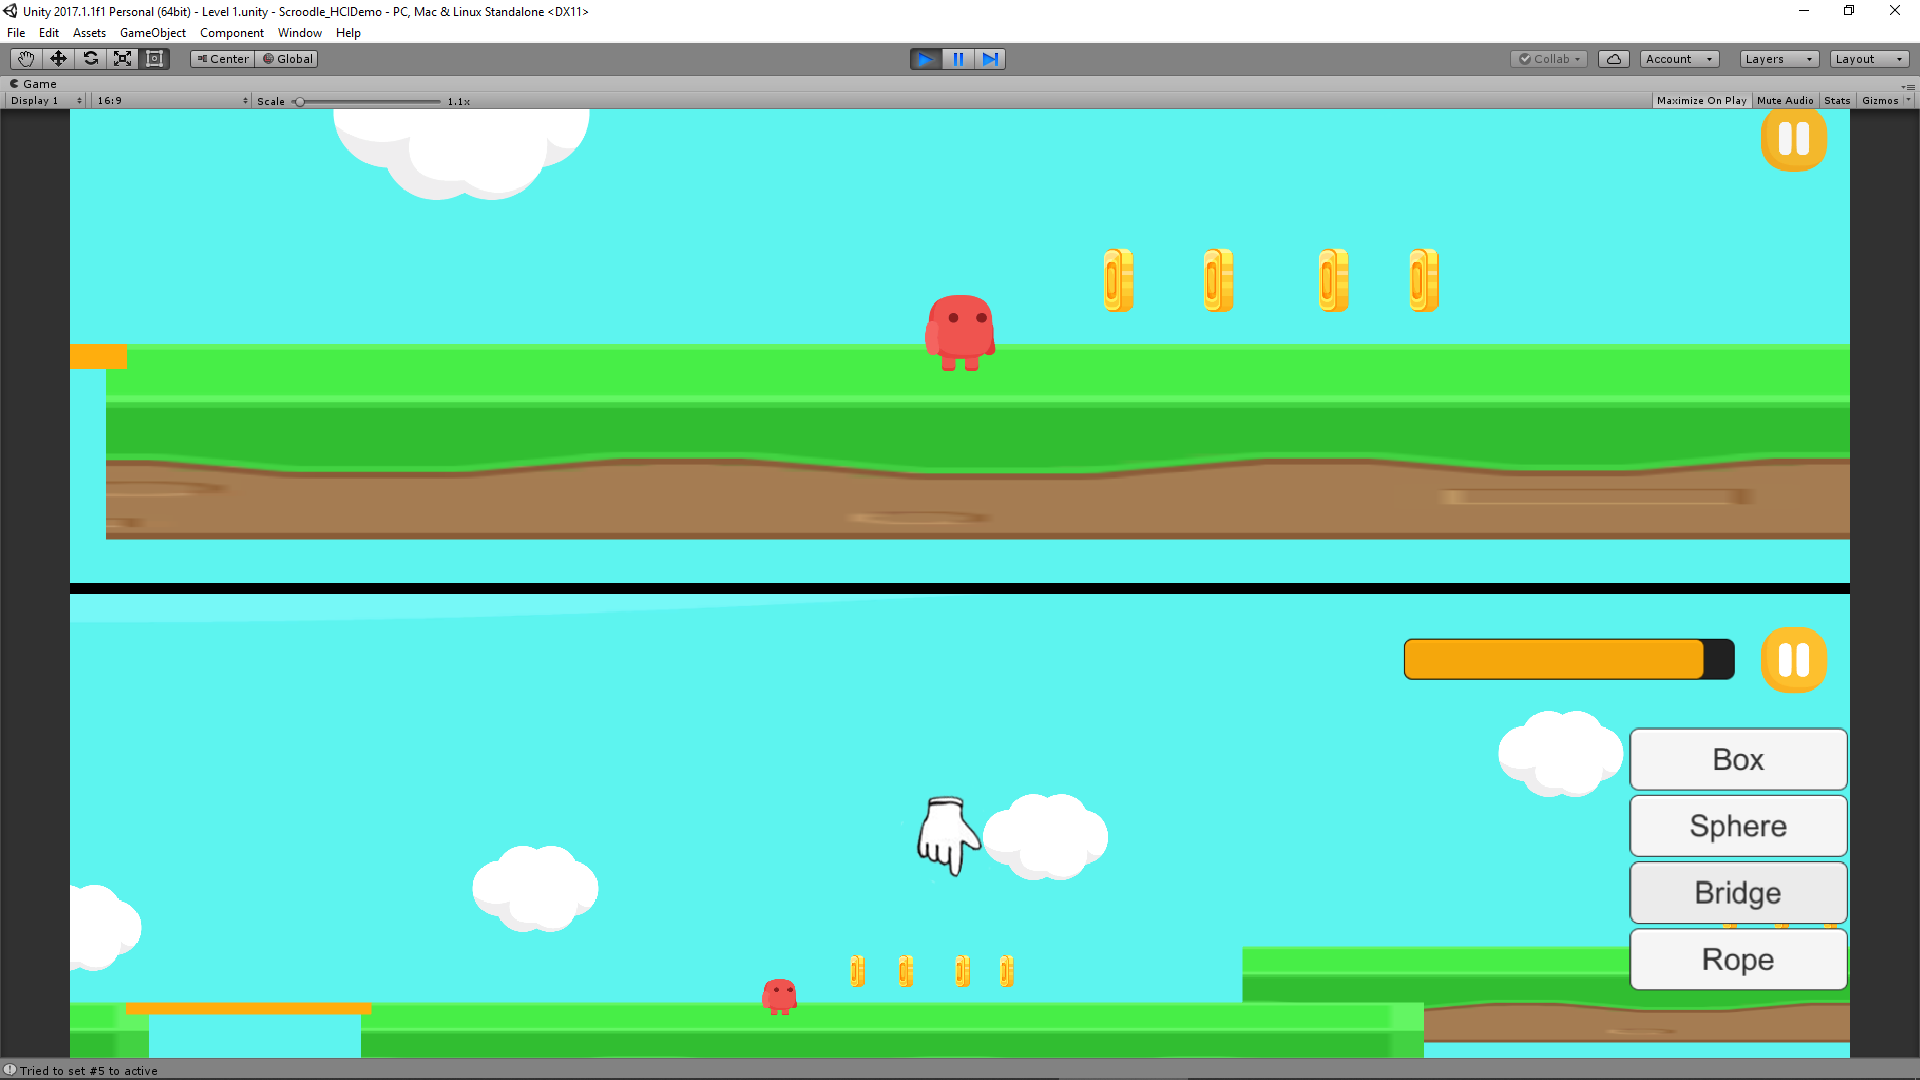 Unity 2017.1.1f1 Personal (64bit) - Level 1.unity - Scroodle_HCIDemo - PC, Mac & Linux Standalone <DX11>
File Edit Assets GameObject Component Window Help
Center Global Collab Account Layers Layout
Game
Display 1 16:9 Scale 1.1x Maximize On Play Mute Audio Stats Gizmos
Box
Sphere
Bridge
Rope
Tried to set #5 to active